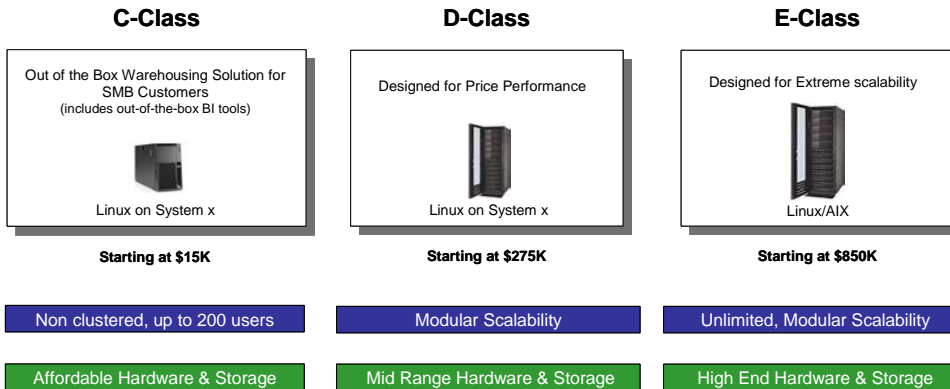 C-Class
Out of the Box Warehousing Solution for
SMB Customers
(includes out-of-the-box BI tools)
Linux on System x
Starting at $15K
Non clustered, up to 200 users
Affordable Hardware & Storage
D-Class
Designed for Price Performance
Linux on System x
Starting at $275K
Modular Scalability
Mid Range Hardware & Storage
E-Class
Designed for Extreme scalability
Linux/AIX
Starting at $850K
Unlimited, Modular Scalability
High End Hardware & Storage